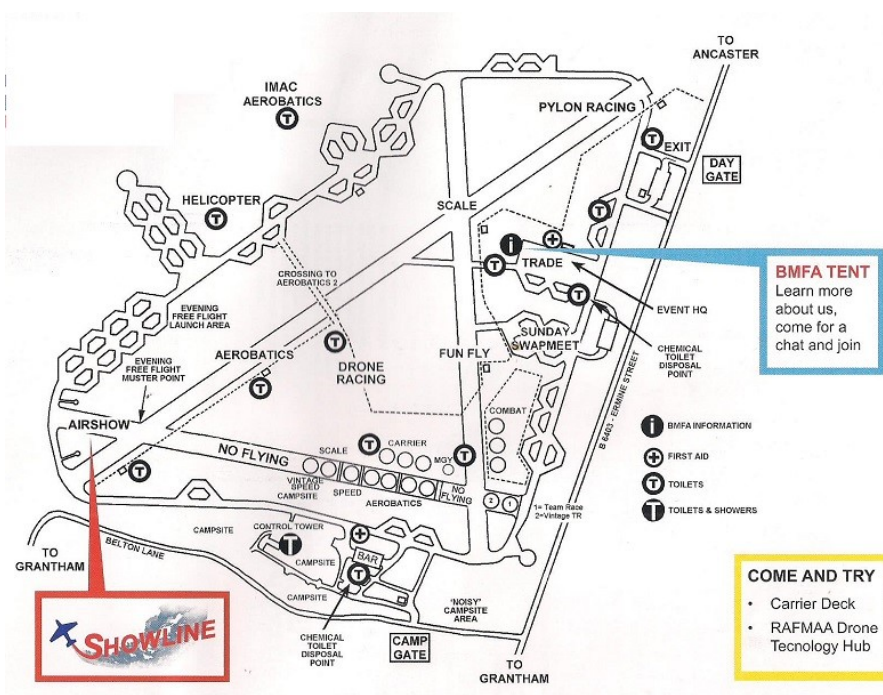 TO
ANCASTER
IMAC
AEROBATICS
T
PYLON RACING
T
EXIT
DAY
GATE
HELICOPTER
T
SCALE
T
i
TRADE
T
CROSSING TO
AEROBATICS 2
EVENING
FREE FLIGHT
LAUNCH AREA
T
EVENT HQ
BMFA TENT
Learn more
about us,
come for a
chat and join
SUNDAY
SWAPMEET
CHEMICAL
TOILET
DISPOSAL
POINT
EVENING
FREE FLIGHT
MUSTER POINT
AEROBATICS
T
T
DRONE
RACING
FUN FLY
B 6403 - ERMINE STREET
AIRSHOW
T
NO FLYING
SCALE
T
CARRIER
MGY
T
COMBAT
VINTAGE
SPEED
SPEED
AEROBATICS
NO
FLYING
2
1
1= Team Race
2=Vintage TR
i BMFA INFORMATION
FIRST AID
T TOILETS
T TOILETS & SHOWERS
CAMPSITE
CAMPSITE
CONTROL TOWER
T
CAMPSITE
BAR
T
CAMPSITE
'NOISY'
CAMPSITE
AREA
TO
GRANTHAM
BELTON LANE
SHOWLINE
CHEMICAL
TOILET
DISPOSAL
POINT
CAMP
GATE
TO
GRANTHAM
COME AND TRY
• Carrier Deck
• RAFMAA Drone
Tecnology Hub